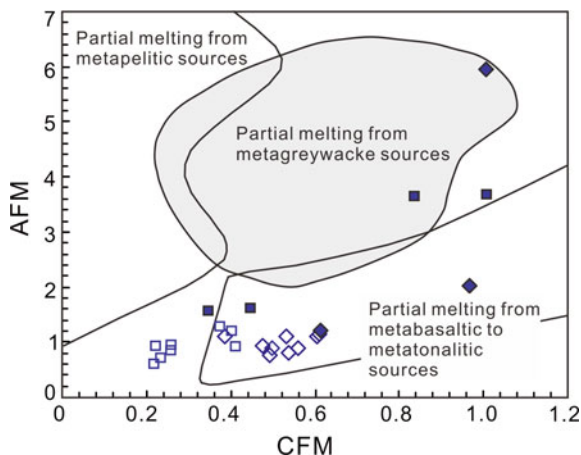 7
6
5
4
3
2
1
0
AFM
Partial melting from
metapelitic sources
Partial melting from
metagreywacke sources
Partial melting from
metabasaltic to
metatonalitic
sources
0 0.2 0.4 0.6 0.8 1.0 1.2
CFM